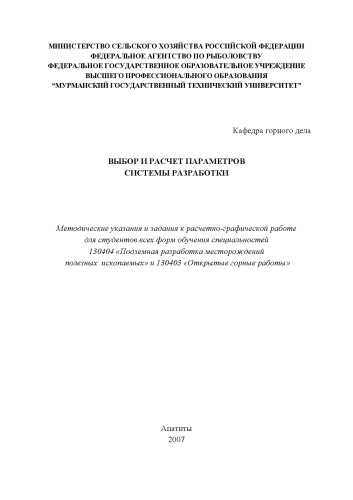 МИНИСТЕРСТВО СЕЛЬСКОГО ХОЗЯЙСТВА РОССИЙСКОЙ ФЕДЕРАЦИИ
ФЕДЕРАЛЬНОЕ АГЕНТСТВО ПО РЫБОЛОВСТВУ
ФЕДЕРАЛЬНОЕ ГОСУДАРСТВЕННОЕ ОБРАЗОВАТЕЛЬНОЕ УЧРЕЖДЕНИЕ
ВЫСШЕГО ПРОФЕССИОНАЛЬНОГО ОБРАЗОВАНИЯ
“МУРМАНСКИЙ ГОСУДАРСТВЕННЫЙ ТЕХНИЧЕСКИЙ УНИВЕРСИТЕТ”
Кафедра горного дела
ВЫБОР И РАСЧЕТ ПАРАМЕТРОВ
СИСТЕМЫ РАЗРАБОТКИ
Методические указания и задания к расчетно-графической работе
для студентов всех форм обучения специальностей
130404 «Подземная разработка месторождений
полезных ископаемых» и 130403 «Открытые горные работы»
Апатиты
2007